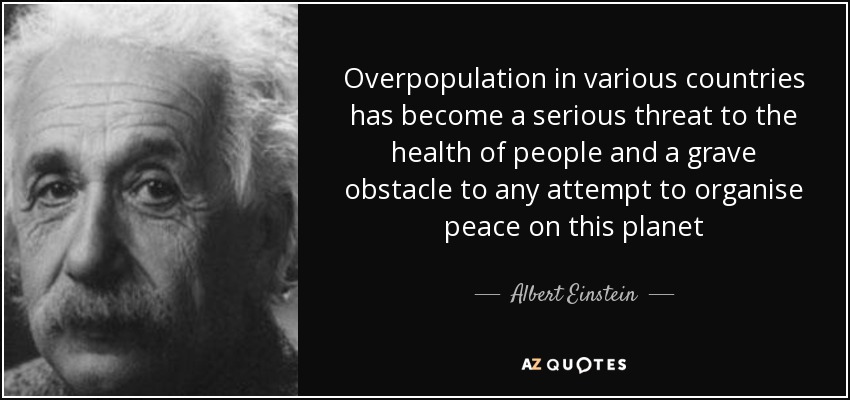 Overpopulation in various countries
has become a serious threat to the
health of people and a grave
obstacle to any attempt to organise
peace on this planet
Albert Einstein
AZ QUOTES